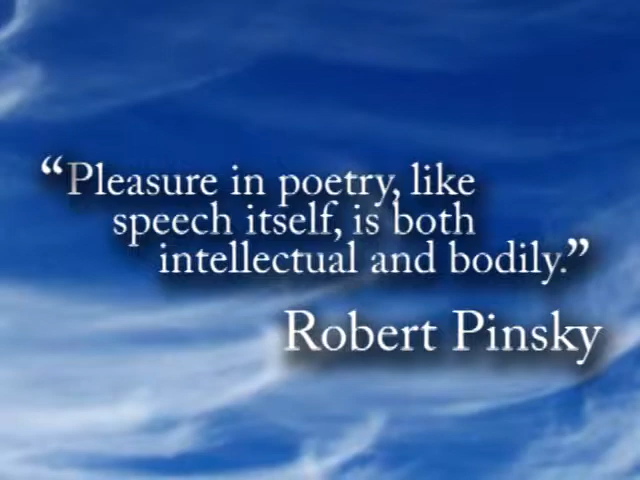 “Pleasure in poetry, like
speech itself, is both
intellectual and bodily.”
Robert Pinsky